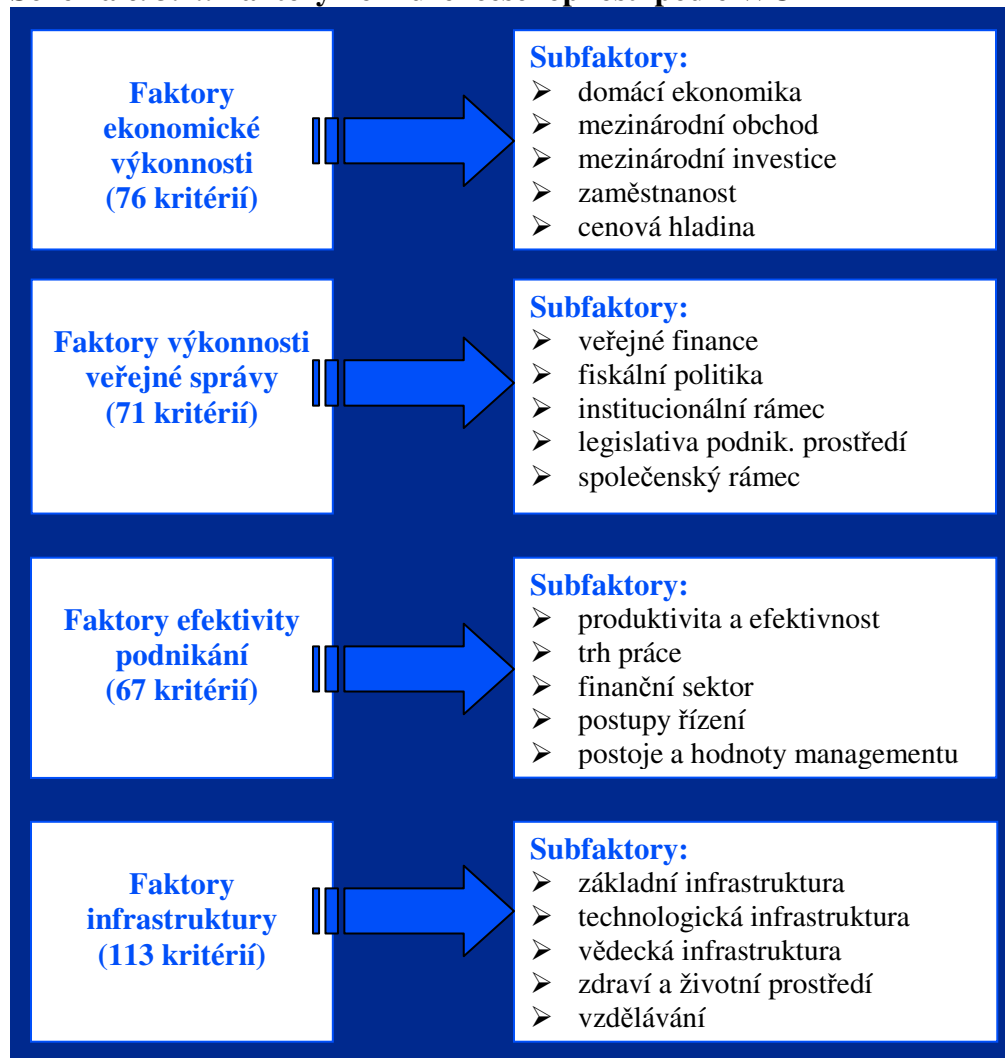 Faktory
ekonomické
výkonnosti
(76 kritérií)
Subfaktory:
➢ domácí ekonomika
➢ mezinárodní obchod
➢ mezinárodní investice
➢ zaměstnanost
➢ cenová hladina
Faktory výkonnosti
veřejné správy
(71 kritérií)
Subfaktory:
➢ veřejné finance
➢ fiskální politika
➢ institucionální rámec
➢ legislativa podnik. prostředí
➢ společenský rámec
Faktory efektivity
podnikání
(67 kritérií)
Subfaktory:
➢ produktivita a efektivnost
➢ trh práce
➢ finanční sektor
➢ postupy řízení
➢ postoje a hodnoty managementu
Faktory
infrastruktury
(113 kritérií)
Subfaktory:
➢ základní infrastruktura
➢ technologická infrastruktura
➢ vědecká infrastruktura
➢ zdraví a životní prostředí
➢ vzdělávání